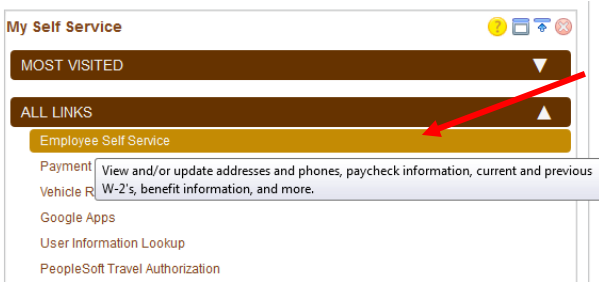 My Self Service
?
MOST VISITED
ALL LINKS
Employee Self Service
Payment
View and/or update addresses and phones, paycheck information, current and previous
W-2's, benefit information, and more.
Vehicle R
Google Apps
User Information Lookup
PeopleSoft Travel Authorization